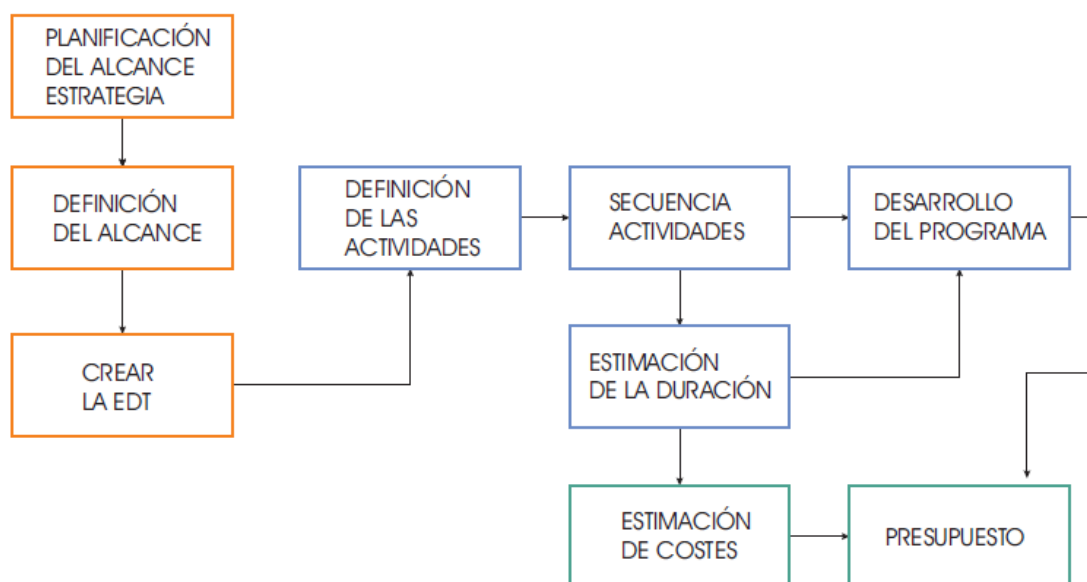 PLANIFICACIÓN
DEL ALCANCE
ESTRATEGIA
DEFINICIÓN
DEL ALCANCE
CREAR
LA EDT
DEFINICIÓN
DE LAS
ACTIVIDADES
SECUENCIA
ACTIVIDADES
DESARROLLO
DEL PROGRAMA
ESTIMACIÓN
DE LA DURACIÓN
ESTIMACIÓN
DE COSTES
PRESUPUESTO